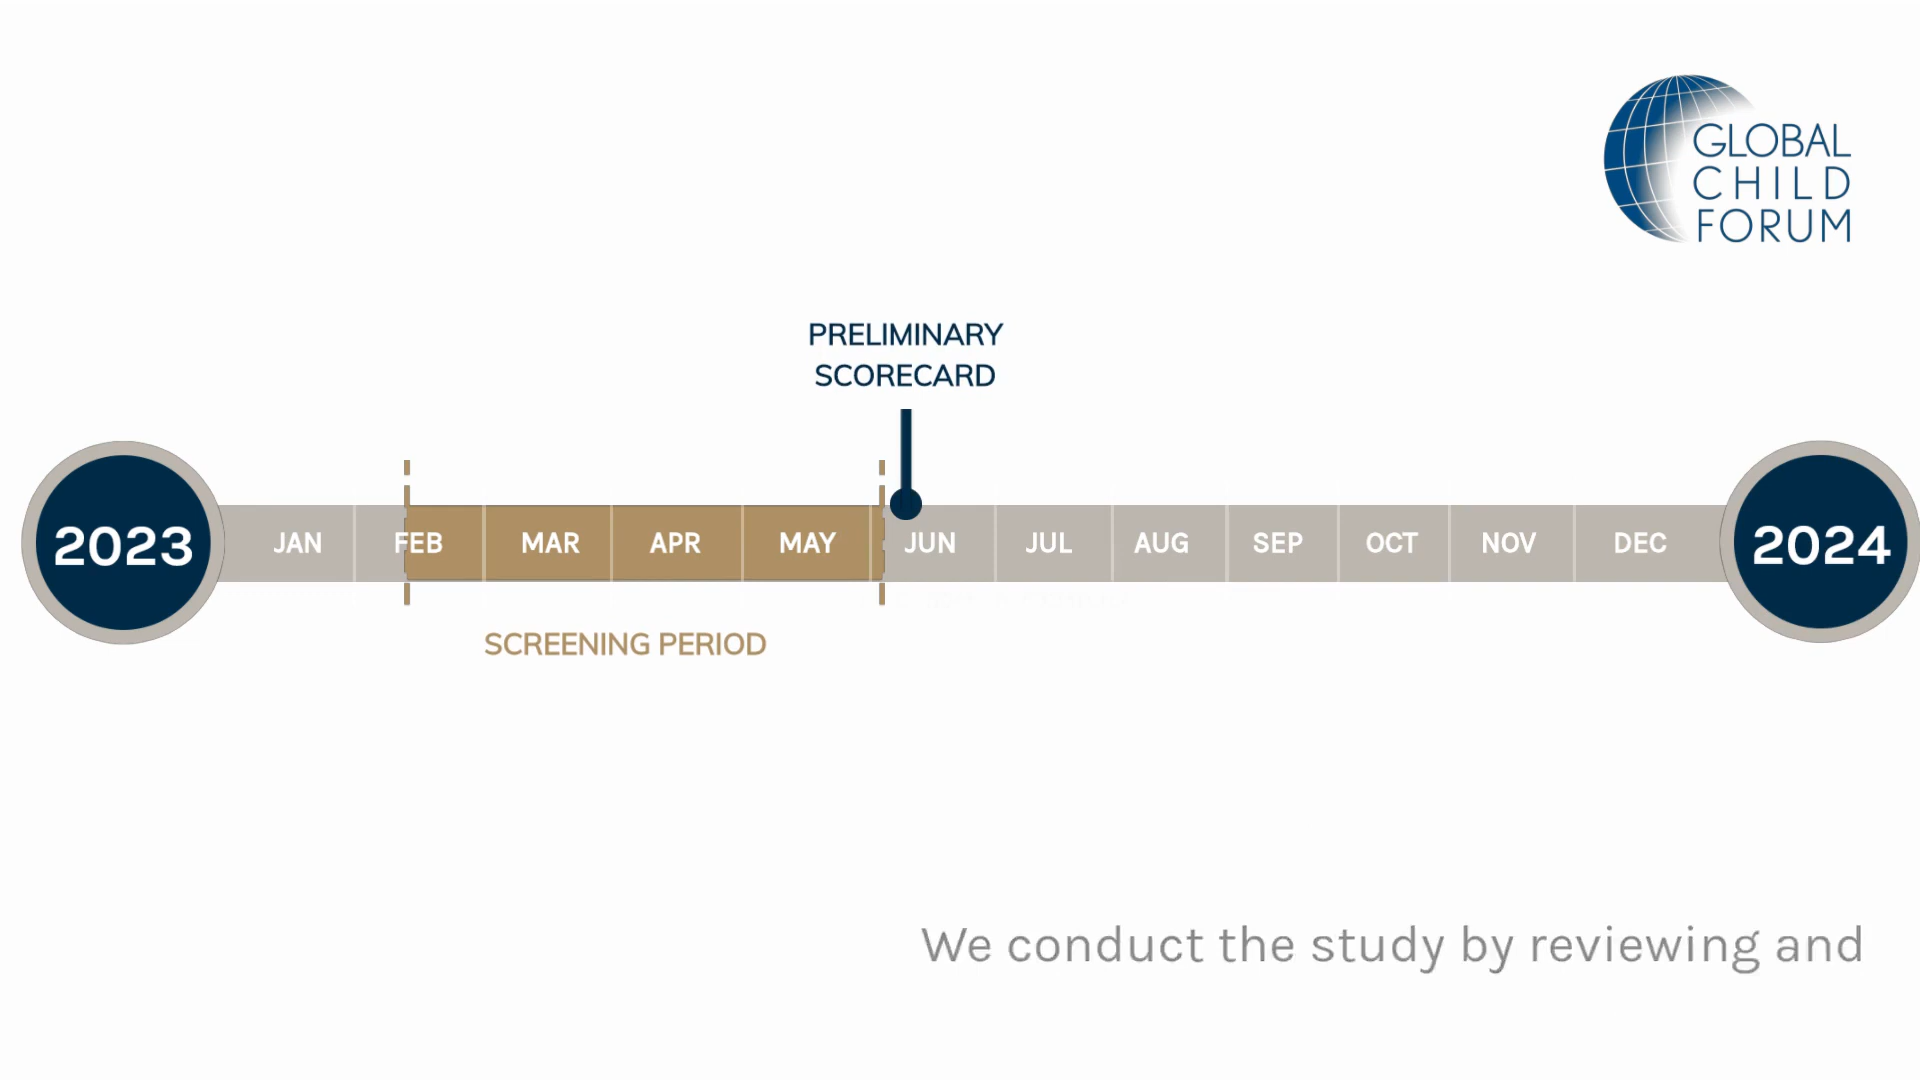 GLOBAL
CHILD
FORUM
PRELIMINARY
SCORECARD
2023 JAN FEB MAR APR MAY JUN JUL AUG SEP OCT NOV DEC 2024
SCREENING PERIOD
We conduct the study by reviewing and